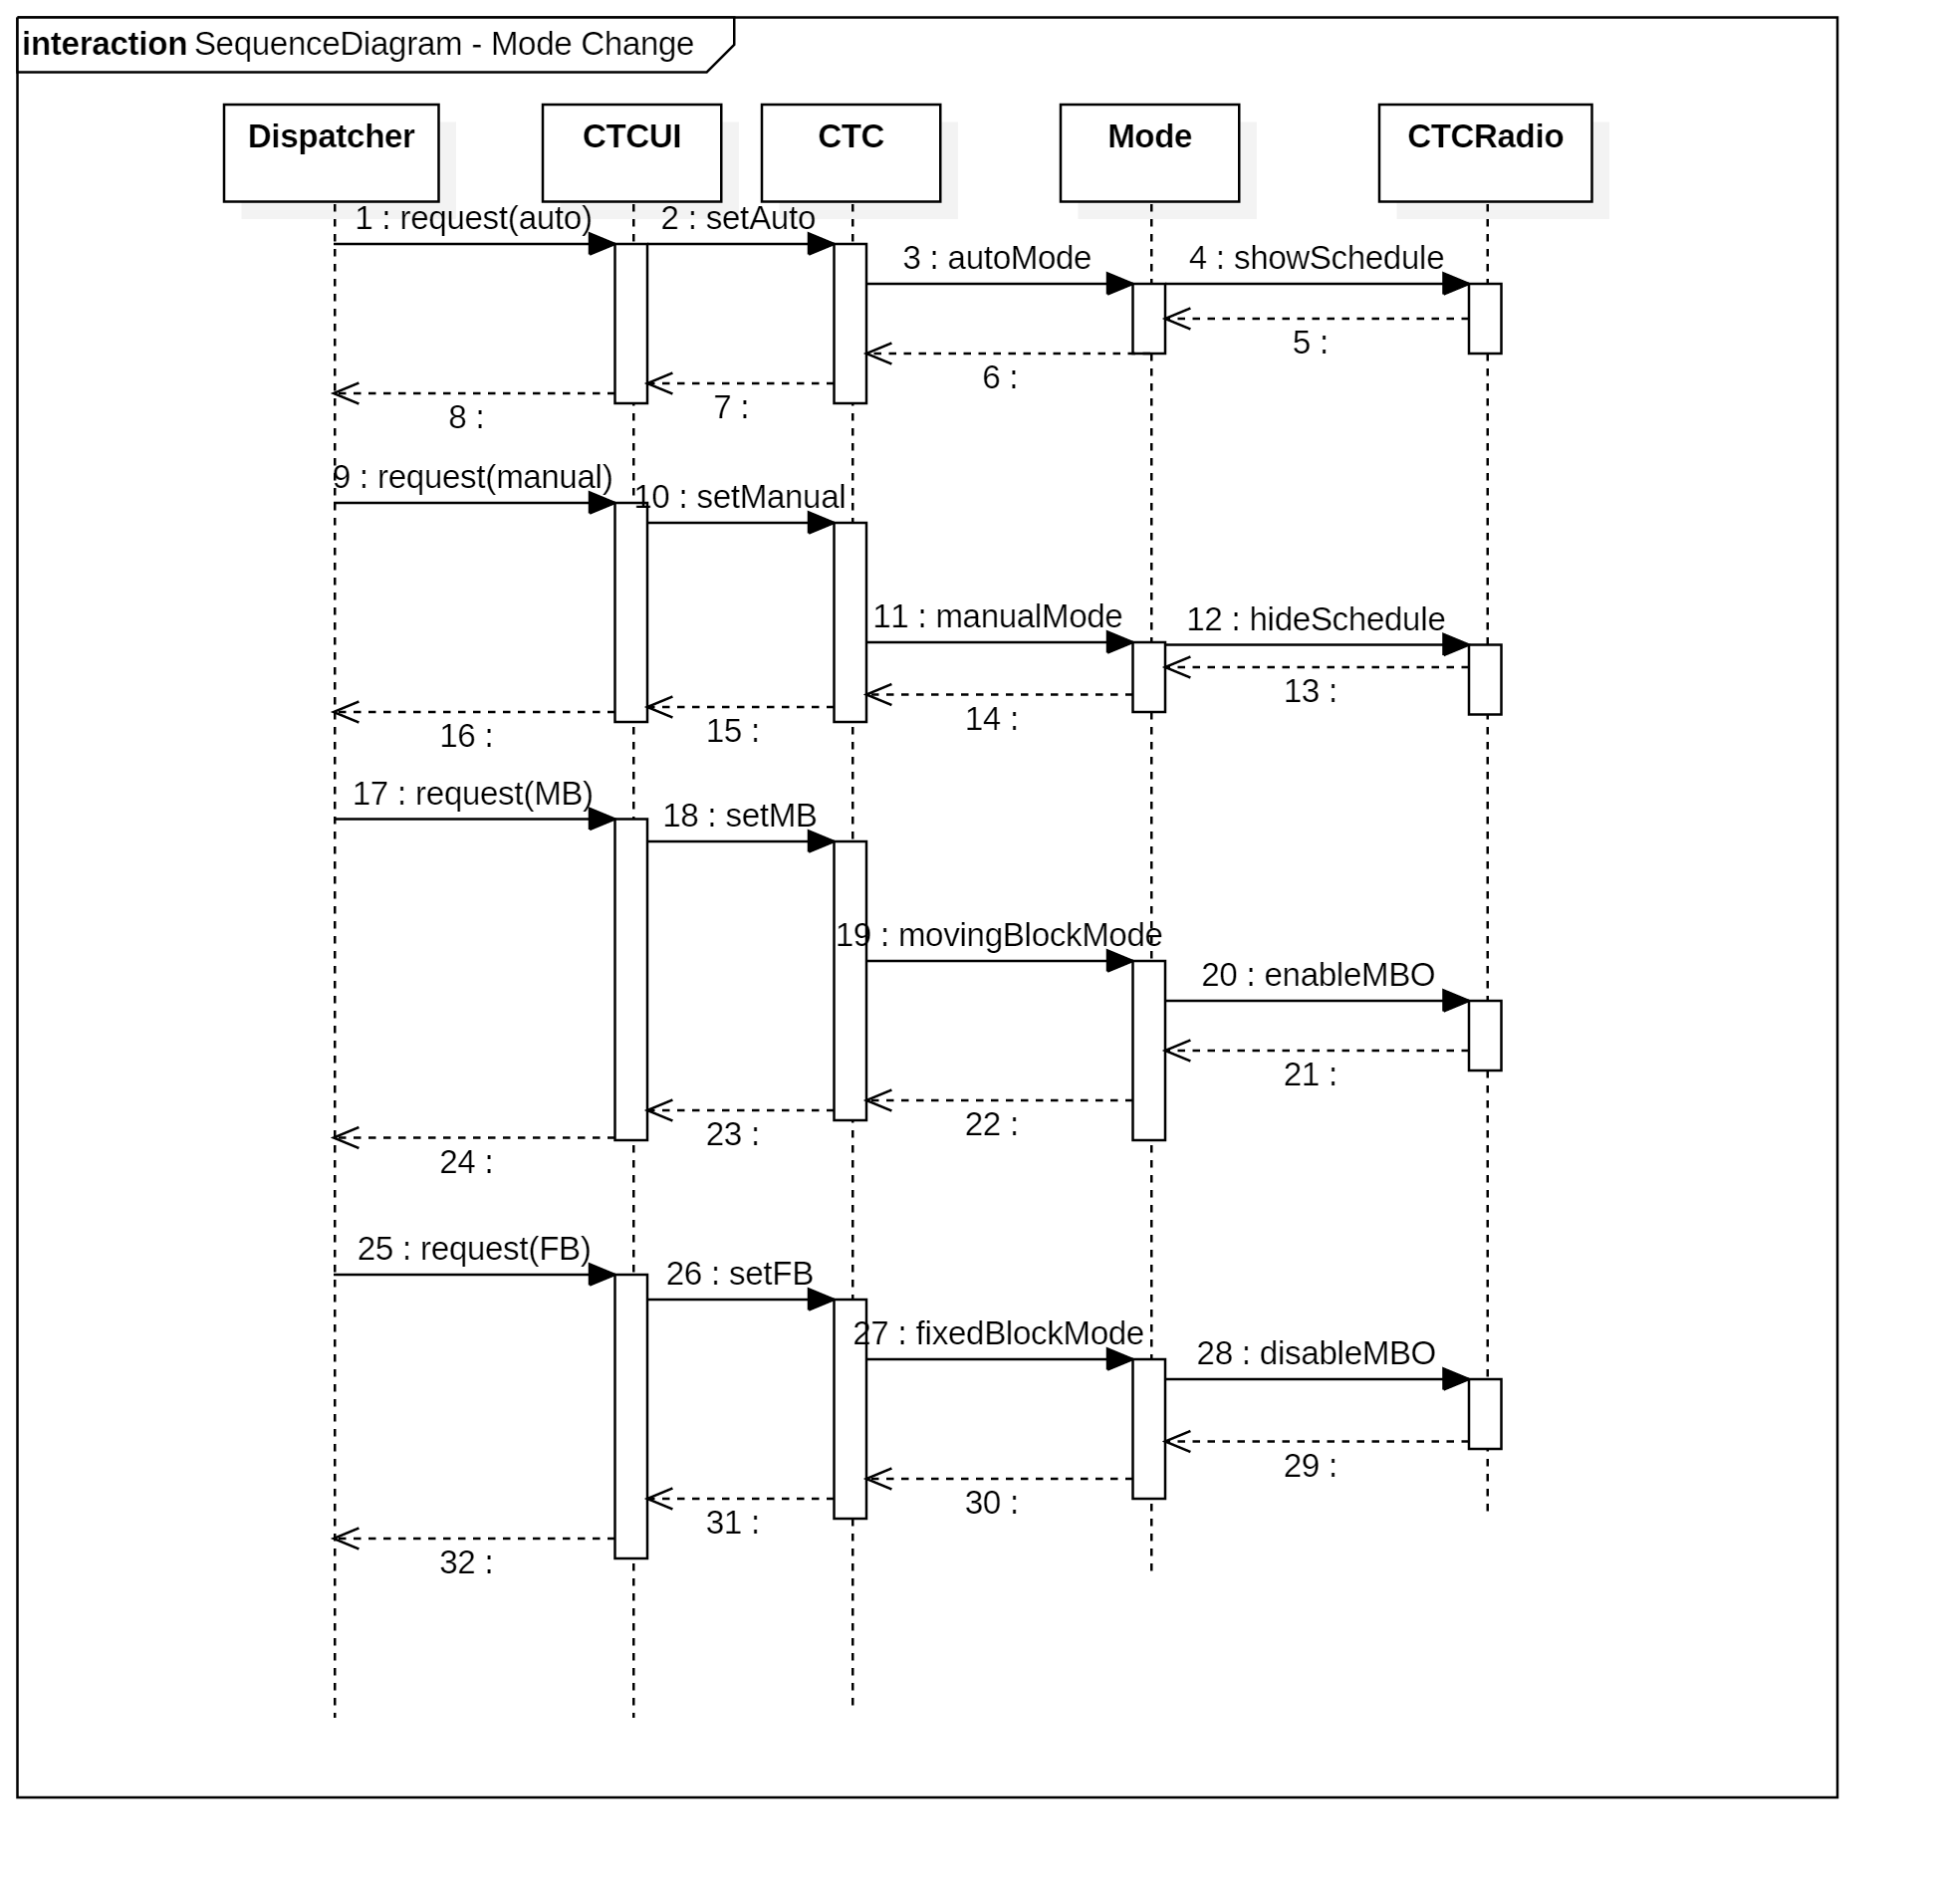 interaction SequenceDiagram - Mode Change
Dispatcher
CTCUI
CTC
Mode
CTCRadio
1 : request(auto)
2 : setAuto
3 : autoMode
4 : showSchedule
5 :
6 :
7 :
8 :
9 : request(manual)
10 : setManual
11 : manualMode
12 : hideSchedule
13 :
14 :
15 :
16 :
17 : request(MB)
18 : setMB
19 : movingBlockMode
20 : enableMBO
21 :
22 :
23 :
24 :
25 : request(FB)
26 : setFB
27 : fixedBlockMode
28 : disableMBO
29 :
30 :
31 :
32 :